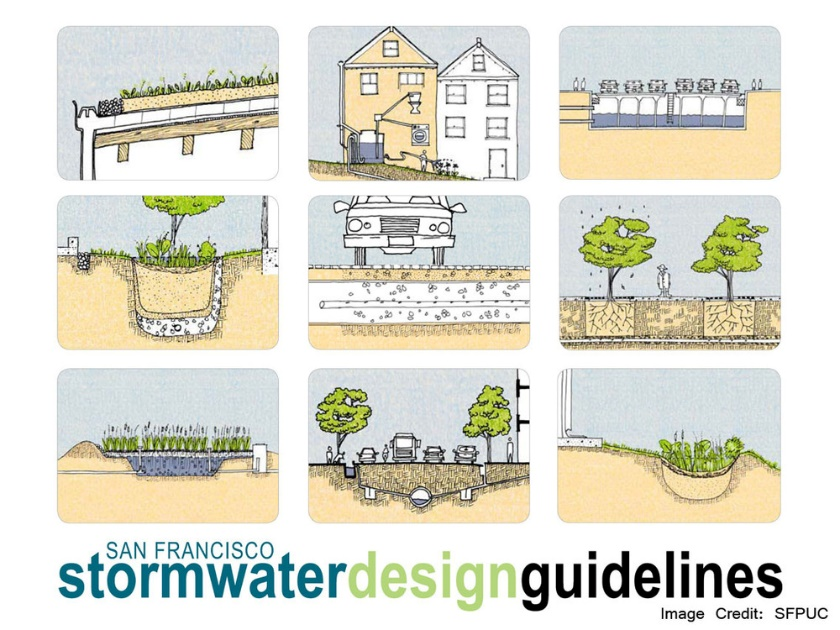 SAN FRANCISCO
stormwaterdesignguidelines
Image Credit: SFPUC